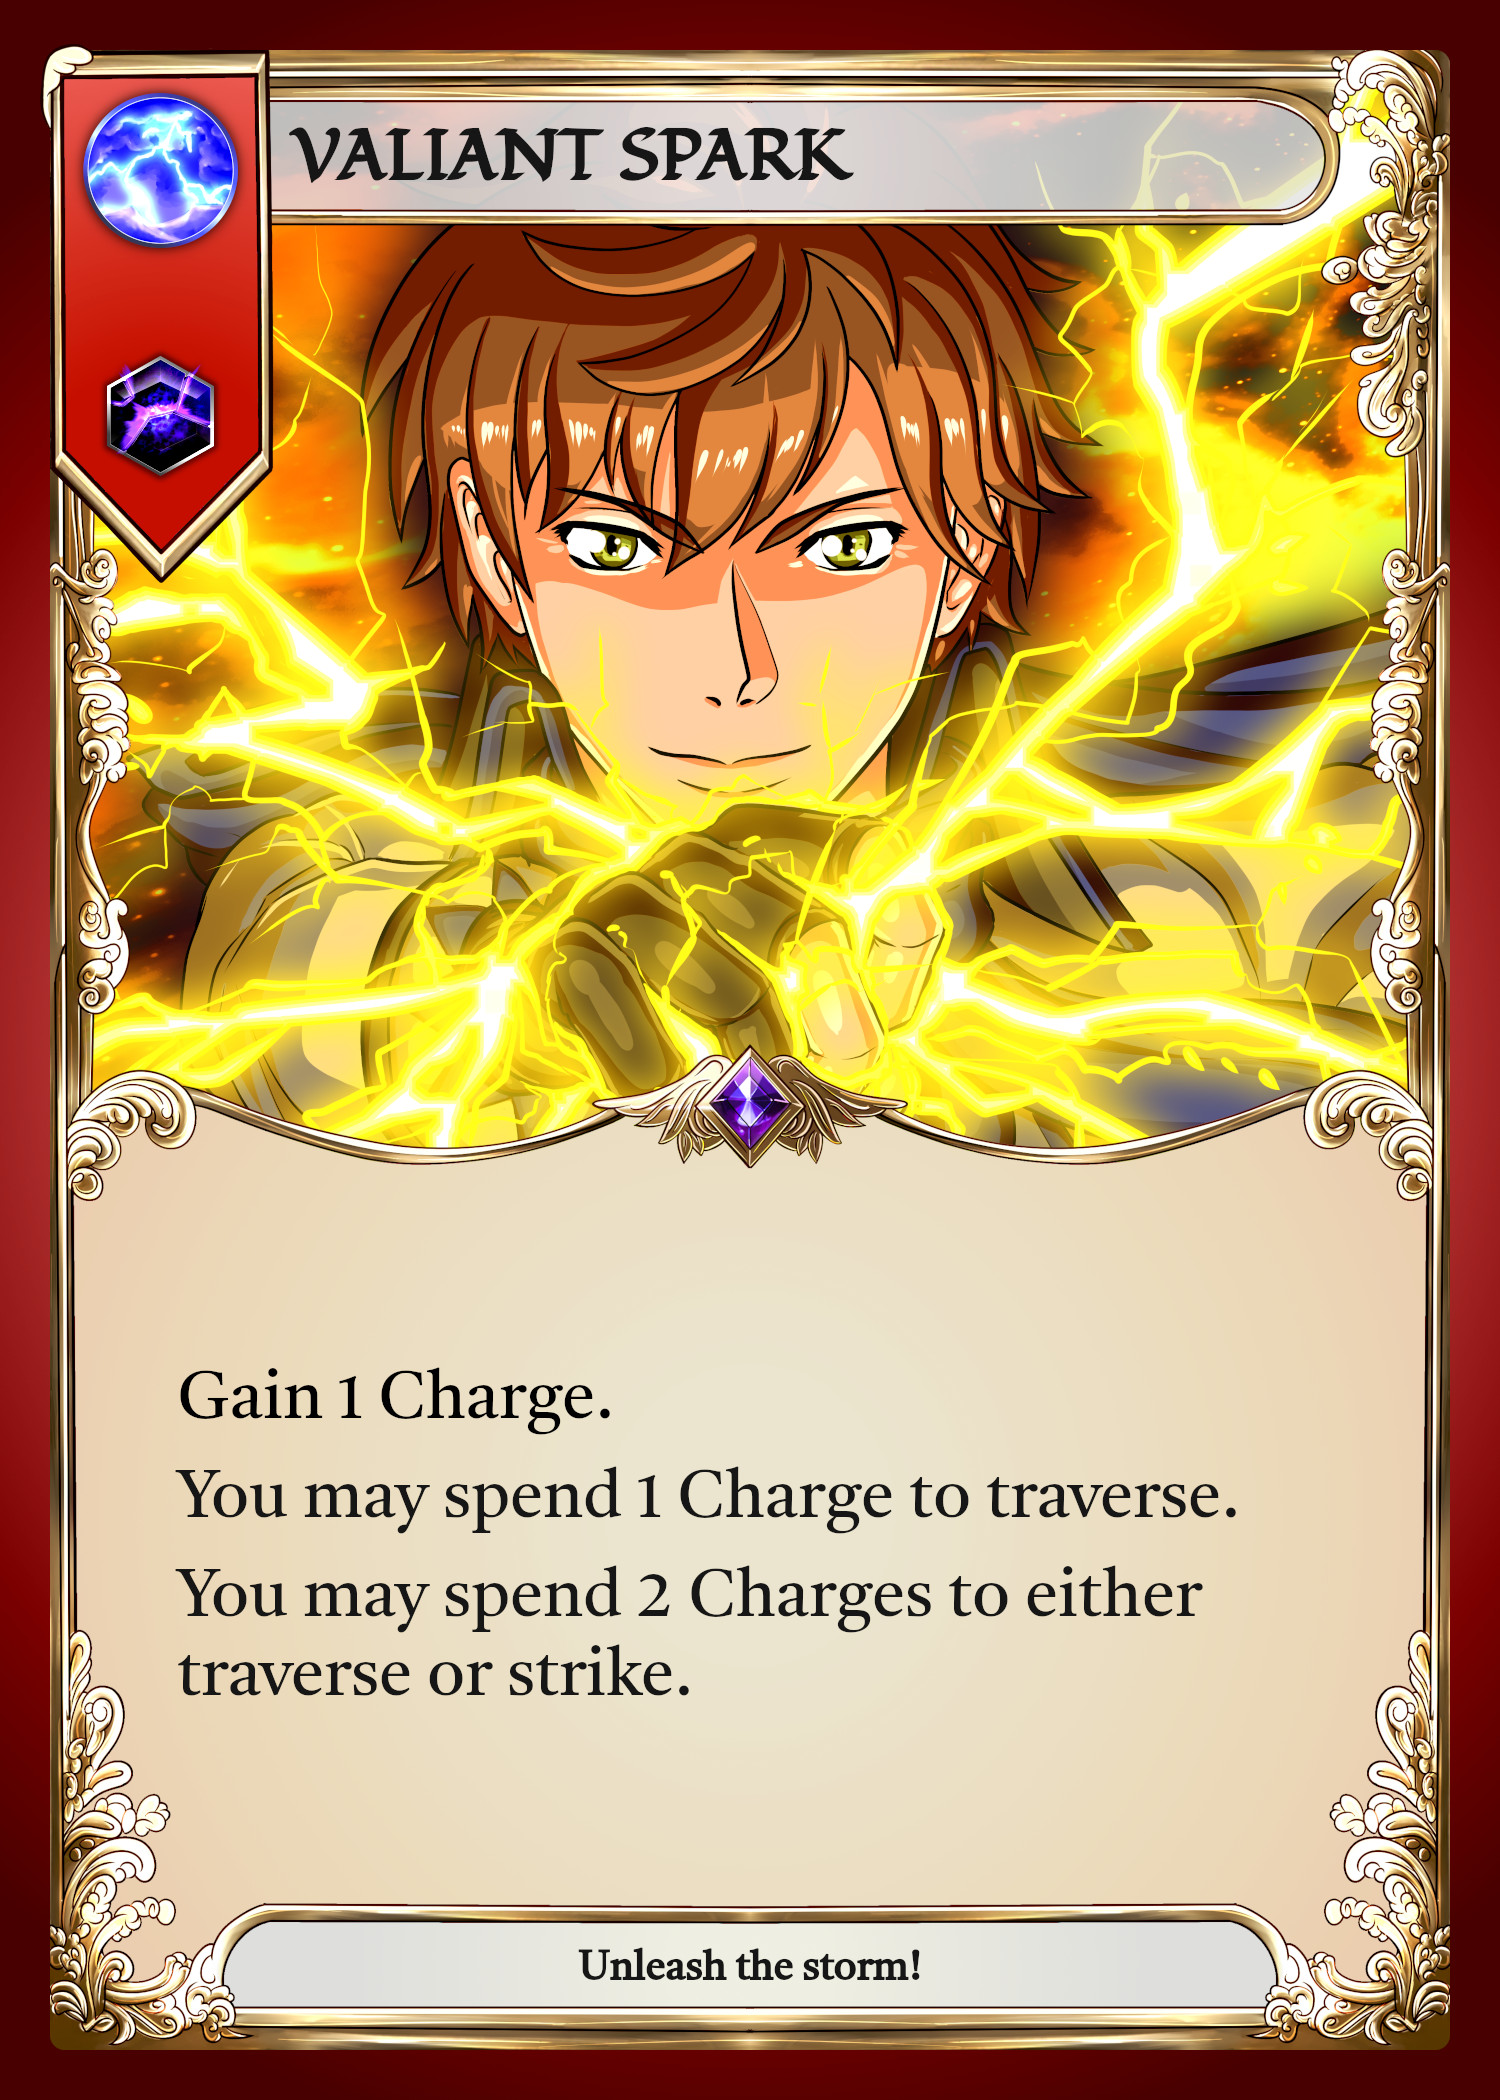 VALIANT SPARK
Gain 1 Charge.
You may spend 1 Charge to traverse.
You may spend 2 Charges to either
traverse or strike.
Unleash the storm!